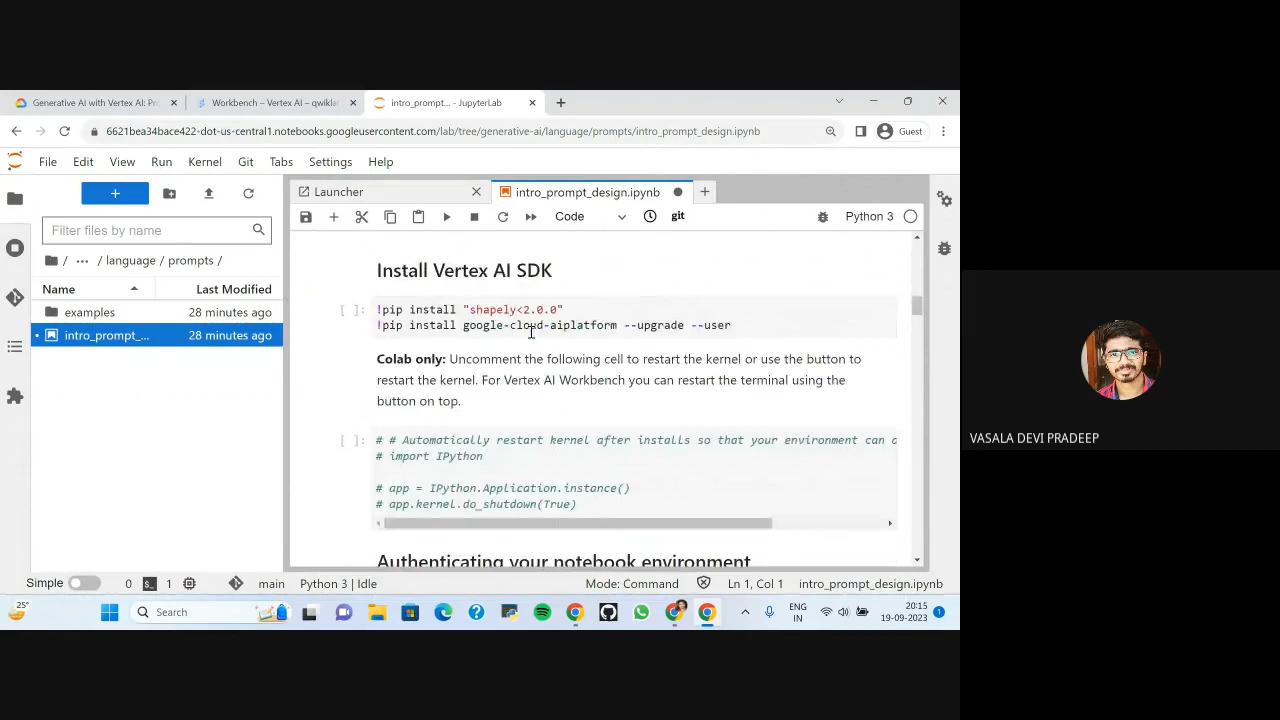 Generative AI with Vertex AI: Pr
Workbench – Vertex AI – qwikla
intro_prompt... - JupyterLab
6621bea34bace422-dot-us-central1.notebooks.googleusercontent.com/lab/tree/generative-ai/language/prompts/intro_prompt_design.ipynb
Guest
File Edit View Run Kernel Git Tabs Settings Help
Launcher
intro_prompt_design.ipynb
Code
git
Python 3
Filter files by name
/ ... / language / prompts /
Name
Last Modified
examples 28 minutes ago
intro_prompt_... 28 minutes ago
Install Vertex AI SDK
[ ]: !pip install "shapely<2.0.0"
!pip install google-cloud-aiplatform --upgrade --user
Colab only: Uncomment the following cell to restart the kernel or use the button to
restart the kernel. For Vertex AI Workbench you can restart the terminal using the
button on top.
[ ]: # # Automatically restart kernel after installs so that your environment can
# import IPython
# app = IPython.Application.instance()
# app.kernel.do_shutdown(True)
Authenticating your notebook environment
Simple 0 1 main Python 3 | Idle Mode: Command Ln 1, Col 1 intro_prompt_design.ipynb
25°
Search
ENG
IN
20:15
19-09-2023
1
VASALA DEVI PRADEEP